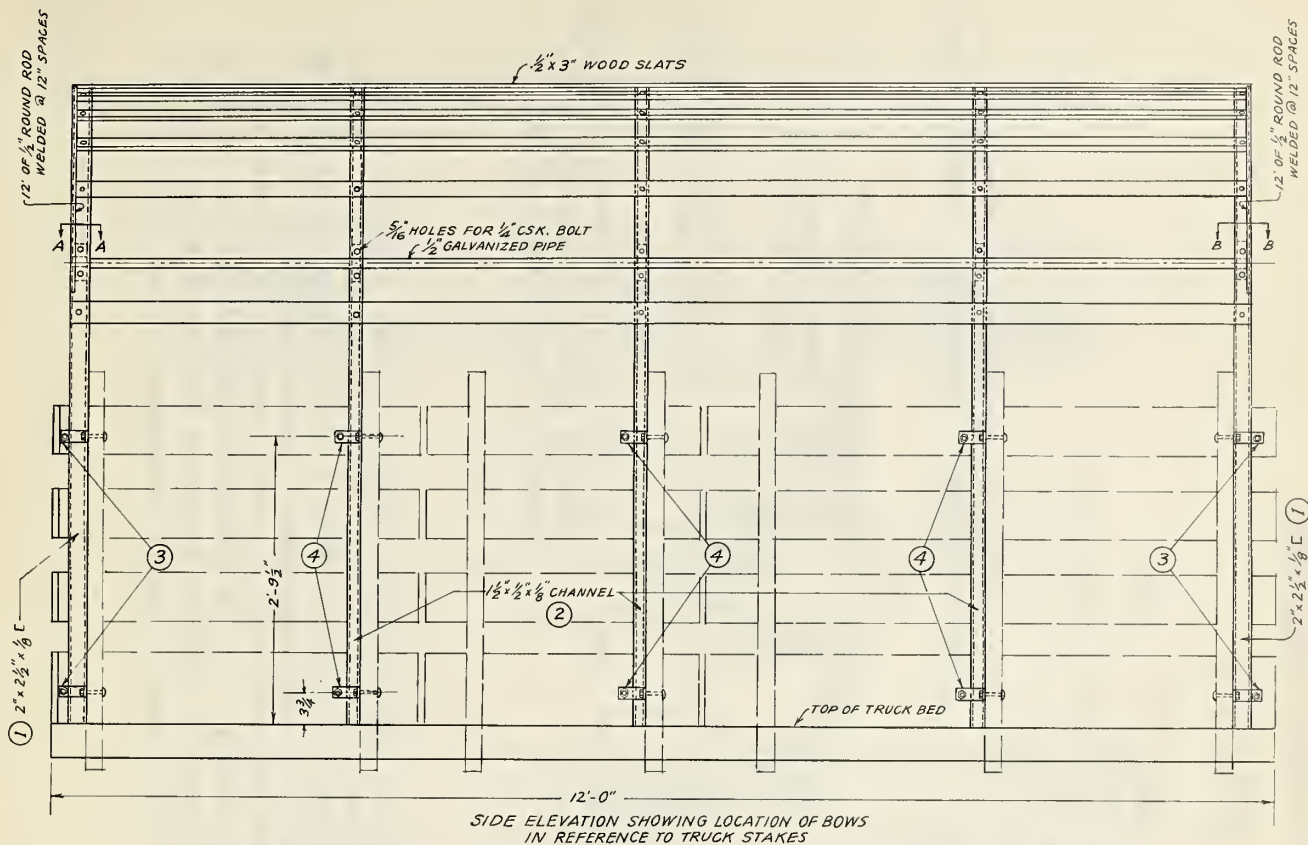 12' OF 1/2" ROUND ROD
WELDED @ 12" SPACES
1/2" x 3" WOOD SLATS
12' OF 1/2" ROUND ROD
WELDED @ 12" SPACES
A A
5/16" HOLES FOR 1/4" CSK. BOLT
1/2" GALVANIZED PIPE
B B
① 2" x 2 1/2" x 1/8" [
③
④
2'-9 1/2"
3 3/4
1 1/2" x 1/2" x 1/8" CHANNEL
②
④
④
③
2" x 2 1/2" x 1/8" [ ①
TOP OF TRUCK BED
12'-0"
SIDE ELEVATION SHOWING LOCATION OF BOWS
IN REFERENCE TO TRUCK STAKES